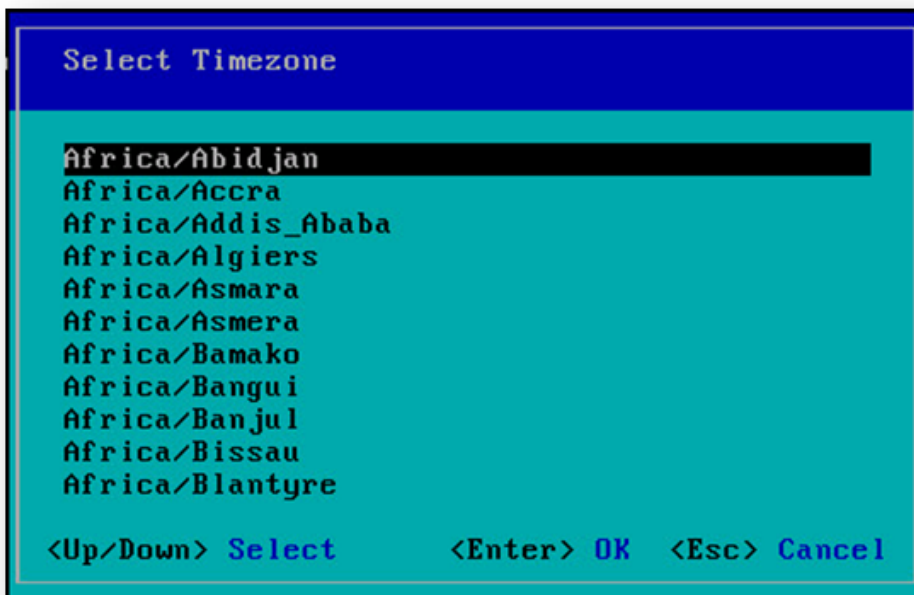 Select Timezone
Africa/Abidjan
Africa/Accra
Africa/Addis_Ababa
Africa/Algiers
Africa/Asmara
Africa/Asmera
Africa/Bamako
Africa/Bangui
Africa/Banjul
Africa/Bissau
Africa/Blantyre
<Up/Down> Select <Enter> OK <Esc> Cancel